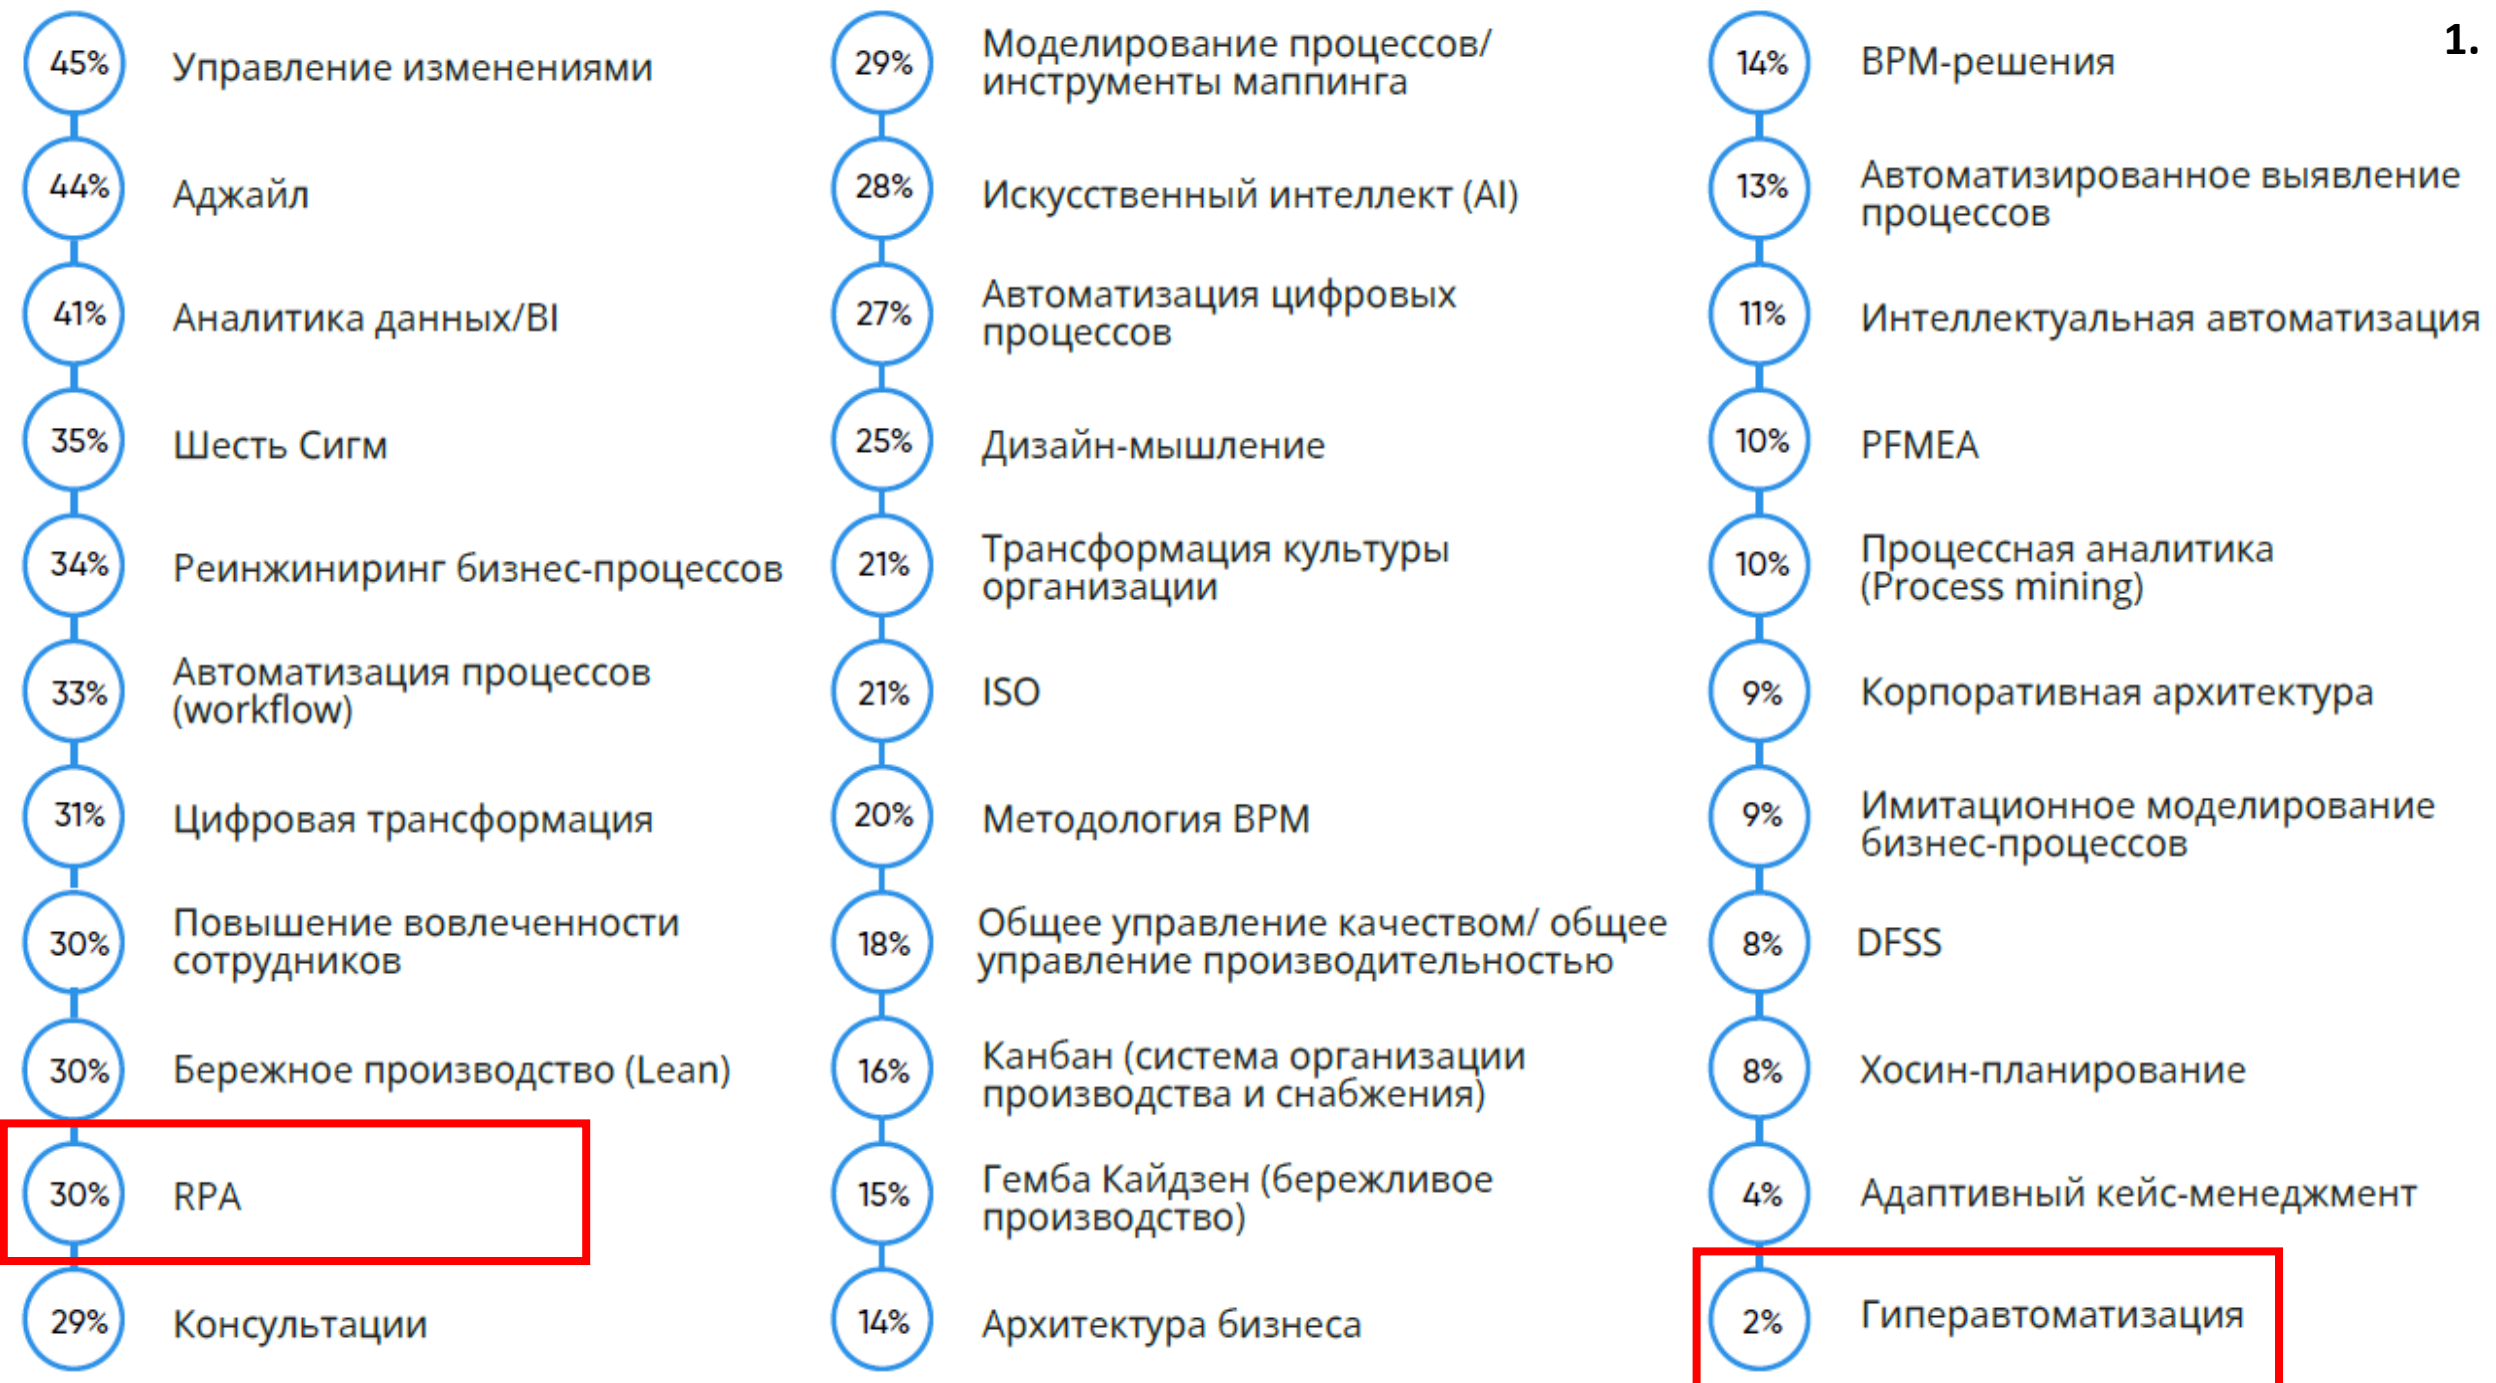 1.
45%
Управление изменениями
44%
Аджайл
41%
Аналитика данных/BI
35%
Шесть Сигм
34%
Реинжиниринг бизнес-процессов
33%
Автоматизация процессов
(workflow)
31%
Цифровая трансформация
30%
Повышение вовлеченности
сотрудников
30%
Бережное производство (Lean)
30%
RPA
29%
Консультации
29%
Моделирование процессов/
инструменты маппинга
28%
Искусственный интеллект (AI)
27%
Автоматизация цифровых
процессов
25%
Дизайн-мышление
21%
Трансформация культуры
организации
21%
ISO
20%
Методология BPM
18%
Общее управление качеством/ общее
управление производительностью
16%
Канбан (система организации
производства и снабжения)
15%
Гемба Кайдзен (бережливое
производство)
14%
Архитектура бизнеса
14%
BPM-решения
13%
Автоматизированное выявление
процессов
11%
Интеллектуальная автоматизация
10%
PFMEA
10%
Процессная аналитика
(Process mining)
9%
Корпоративная архитектура
9%
Имитационное моделирование
бизнес-процессов
8%
DFSS
8%
Хосин-планирование
4%
Адаптивный кейс-менеджмент
2%
Гиперавтоматизация